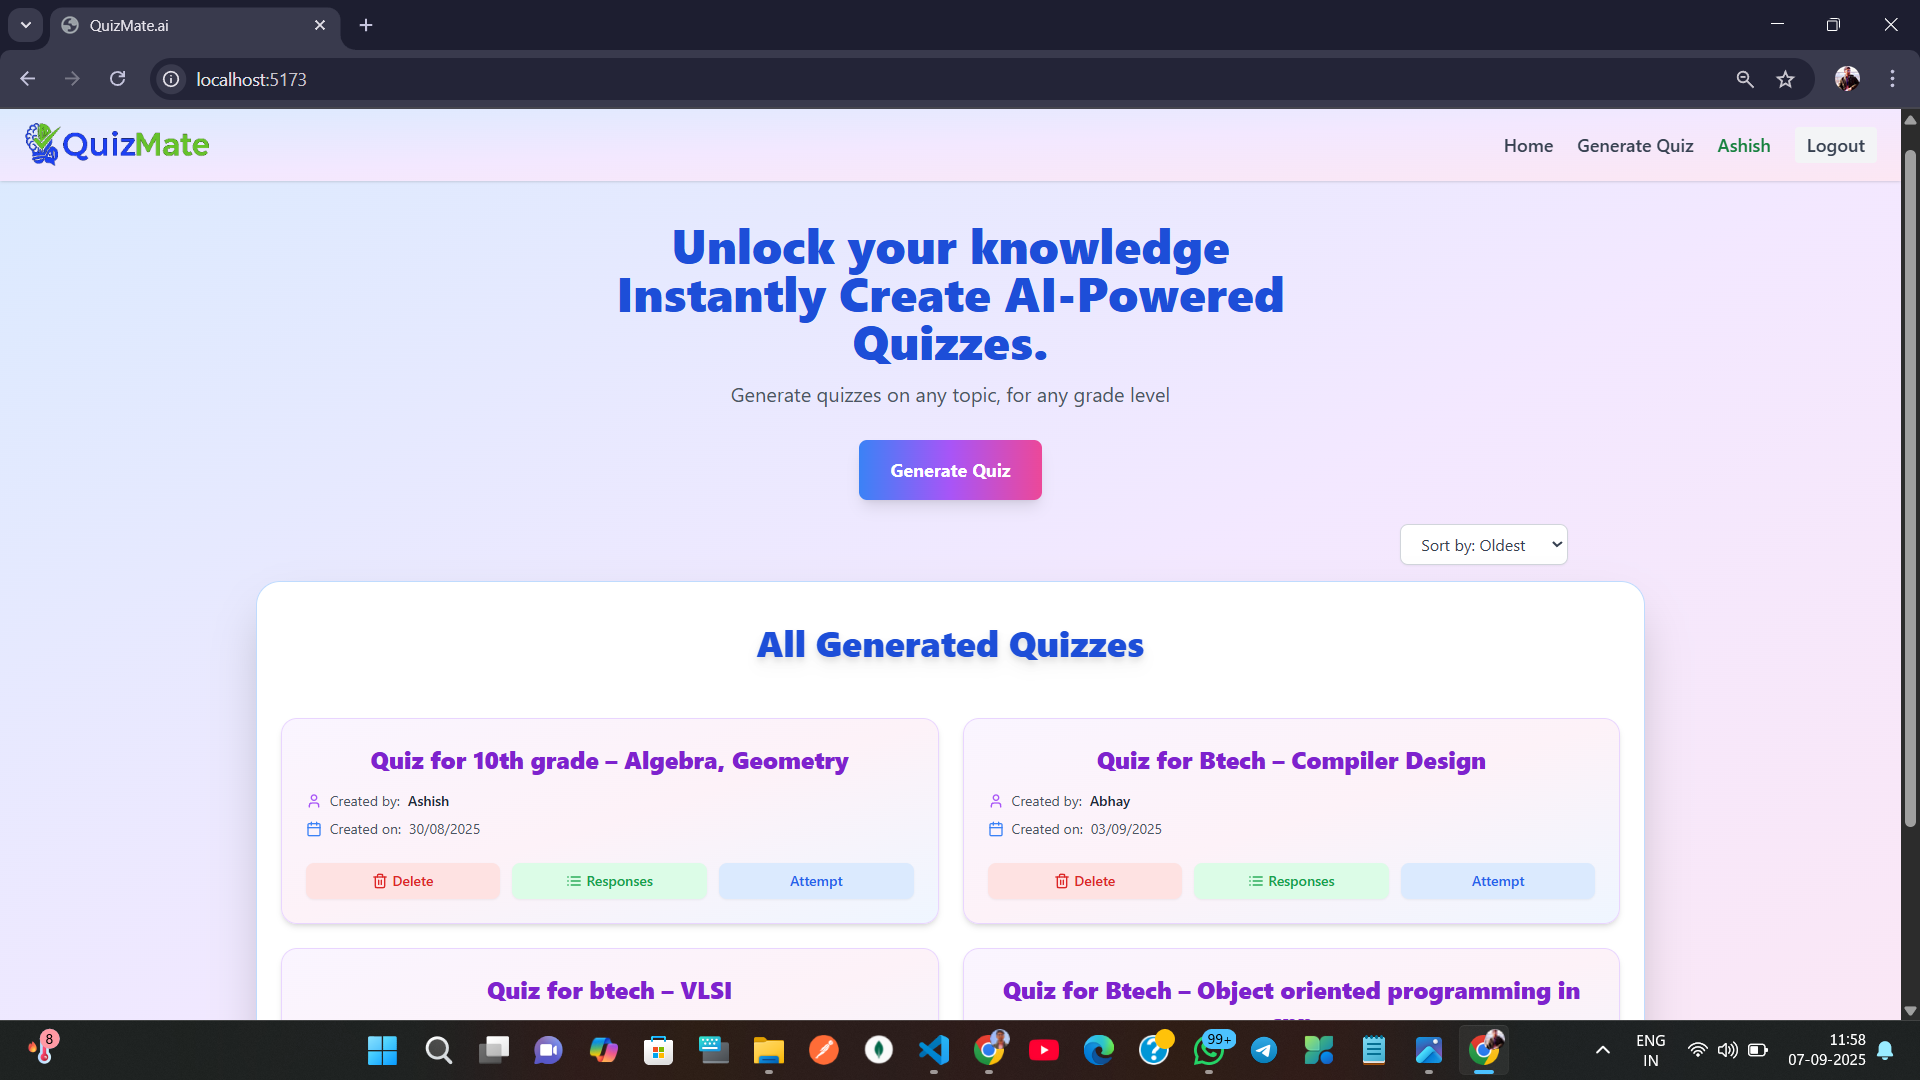 QuizMate.ai
localhost:5173
QuizMate
Home Generate Quiz Ashish Logout
Unlock your knowledge
Instantly Create AI-Powered
Quizzes.
Generate quizzes on any topic, for any grade level
Generate Quiz
Sort by: Oldest
All Generated Quizzes
Quiz for 10th grade – Algebra, Geometry
Created by: Ashish
Created on: 30/08/2025
Delete Responses Attempt
Quiz for Btech – Compiler Design
Created by: Abhay
Created on: 03/09/2025
Delete Responses Attempt
Quiz for btech – VLSI
Quiz for Btech – Object oriented programming in
8
99+
ENG
IN
11:58
07-09-2025